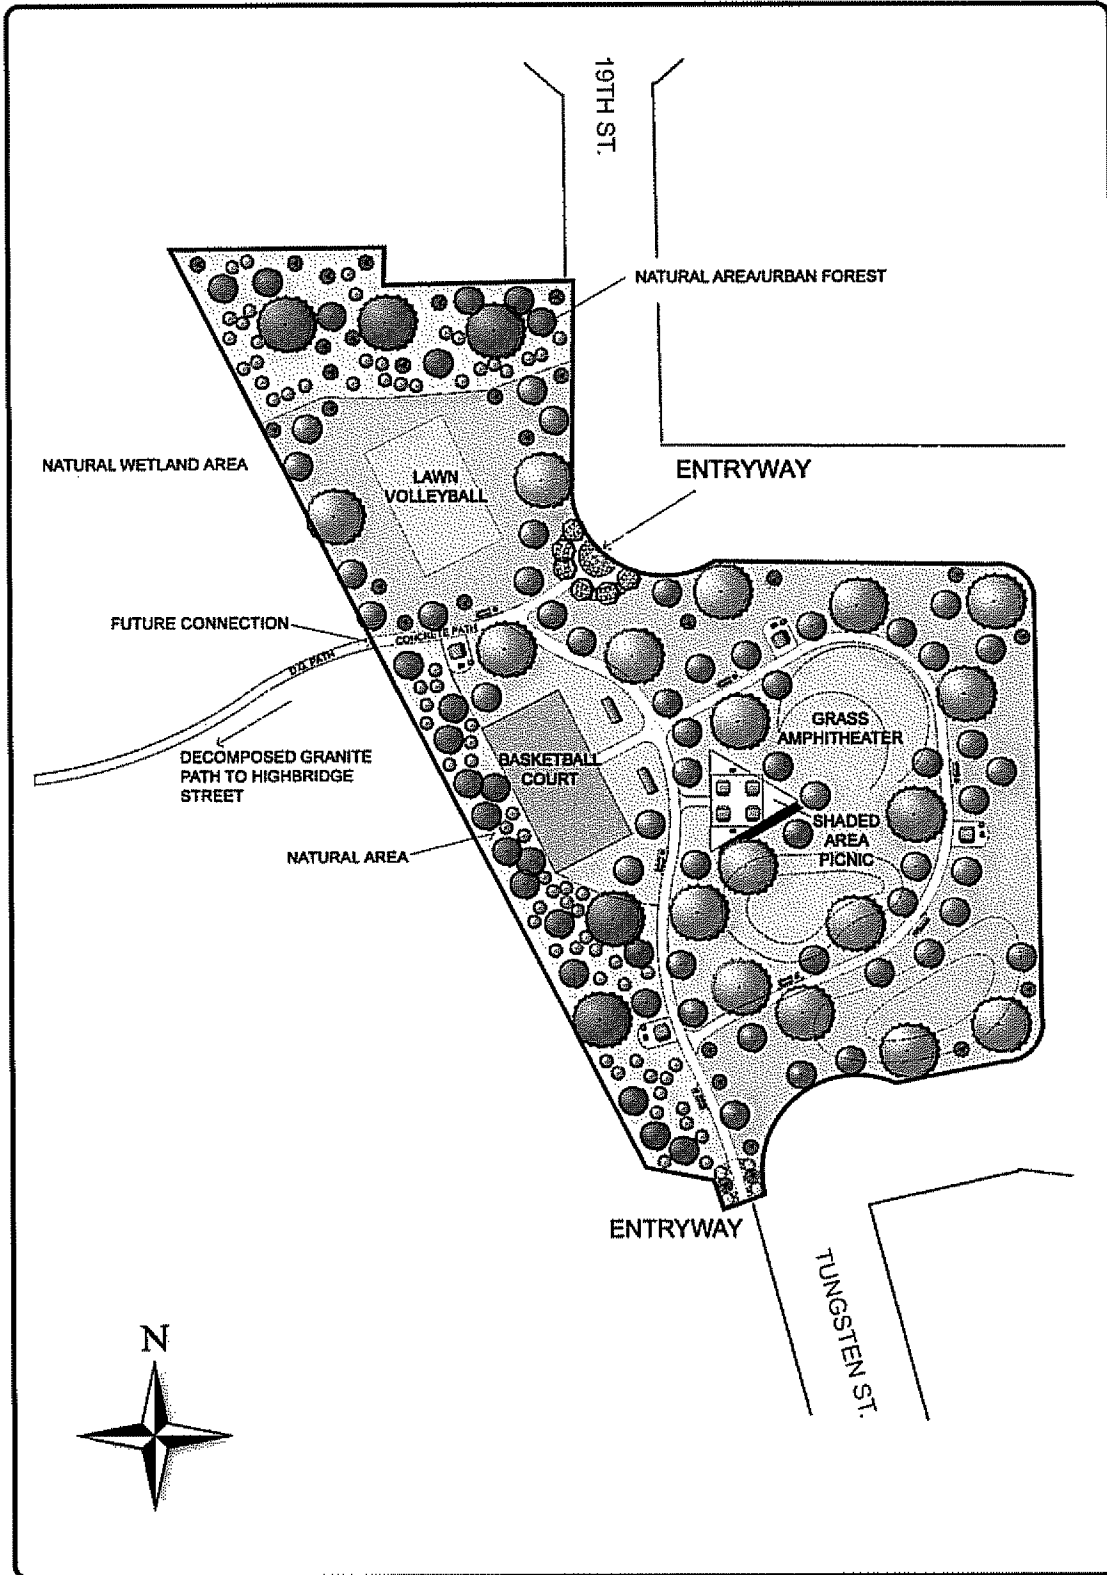 19TH ST.
NATURAL AREA/URBAN FOREST
NATURAL WETLAND AREA
LAWN
VOLLEYBALL
ENTRYWAY
FUTURE CONNECTION
CONCRETE PATH
D.G. PATH
DECOMPOSED GRANITE
PATH TO HIGHBRIDGE
STREET
GRASS
AMPHITHEATER
BASKETBALL
COURT
SHADED
AREA
PICNIC
NATURAL AREA
ENTRYWAY
TUNGSTEN ST.
N